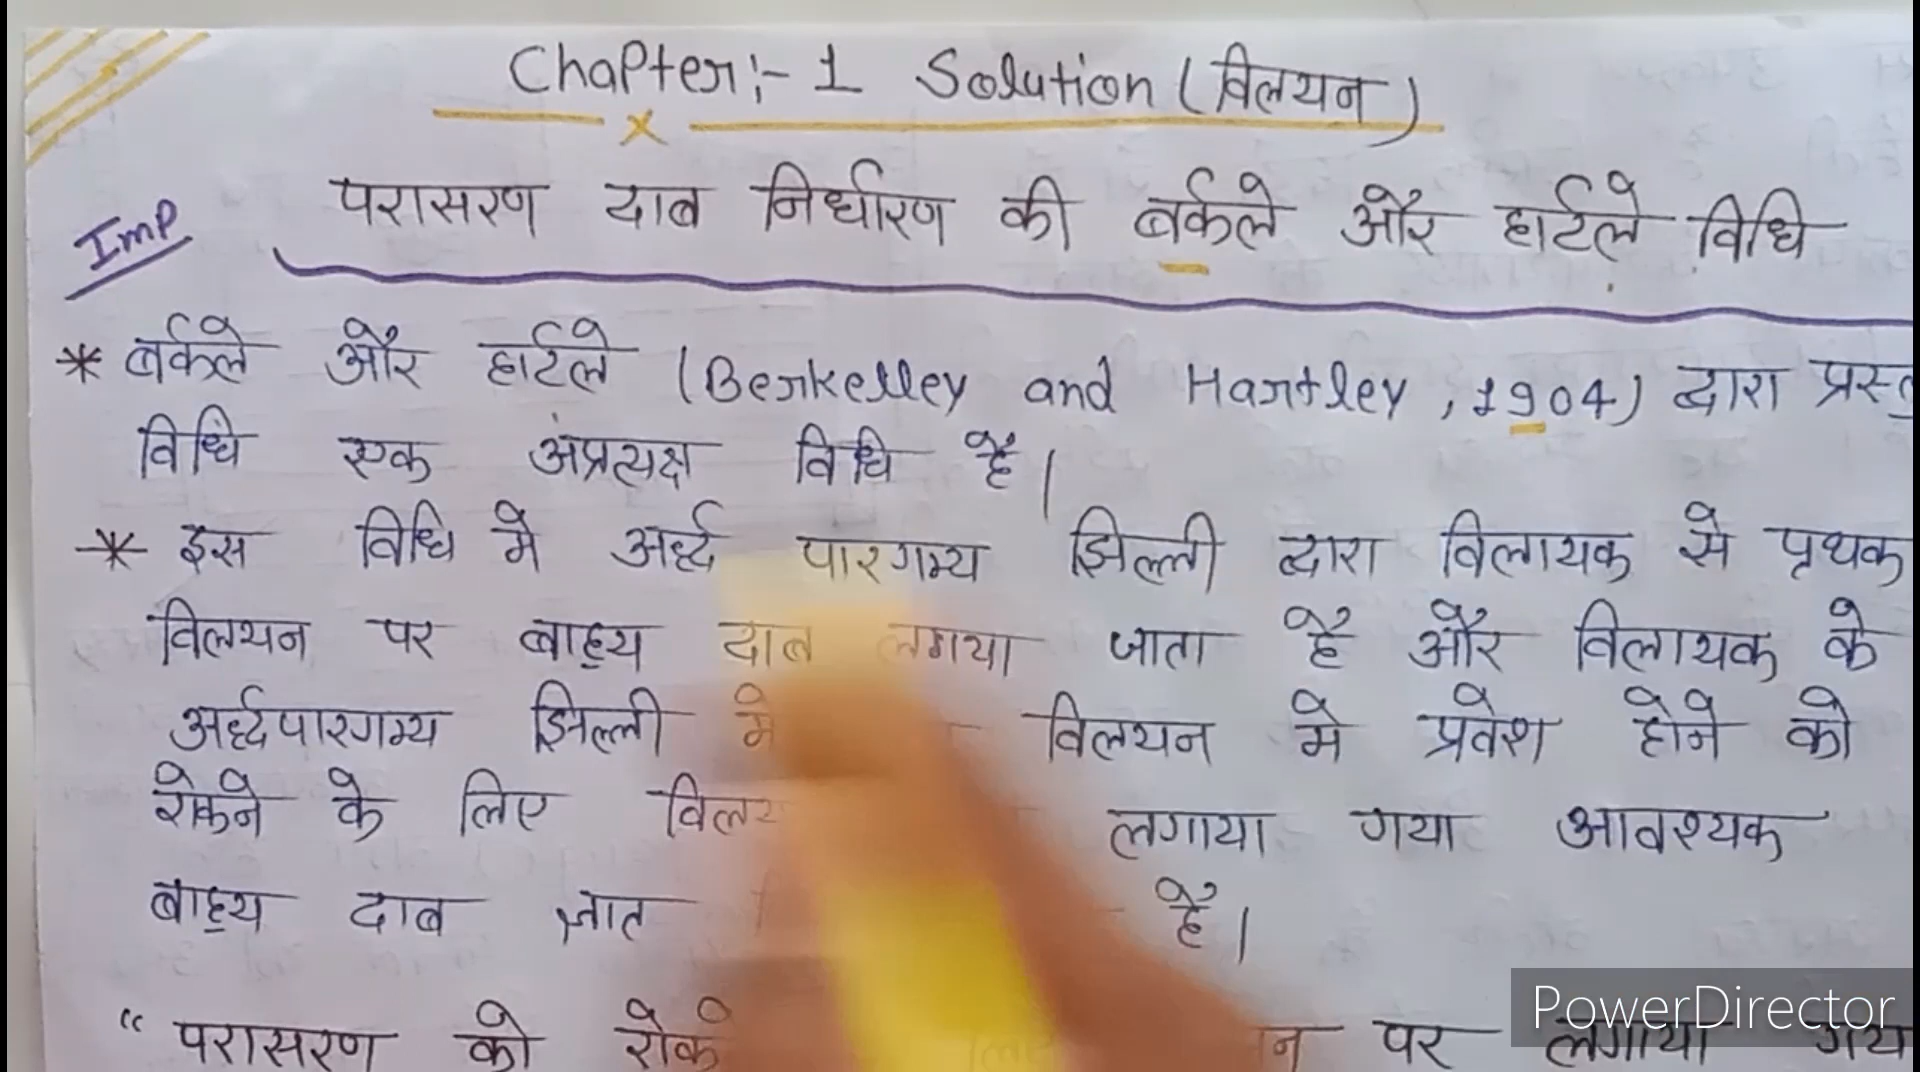 Chapter:- 1 Solution (विलयन)
Imp
परासरण दाब निर्धारण की बर्कले और हार्टले विधि
* बर्कले और हार्टले (Berkelley and Hartley, 1904) द्वारा
विधि एक अंप्रत्यक्ष विधि है।
* इस विधि मे अर्द्ध पारगम्य झिल्ली द्वारा विलायक से पृथक
विलयन पर बाह्य दाब लगया जाता है और विलायक के
अर्द्धपारगम्य झिल्ली मे विलयन मे प्रवेश होने को
रोकने के लिए लगाया गया आवश्यक
बाह्य दाब ज्ञात है।
“ परासरण को पर लगाया
PowerDirector